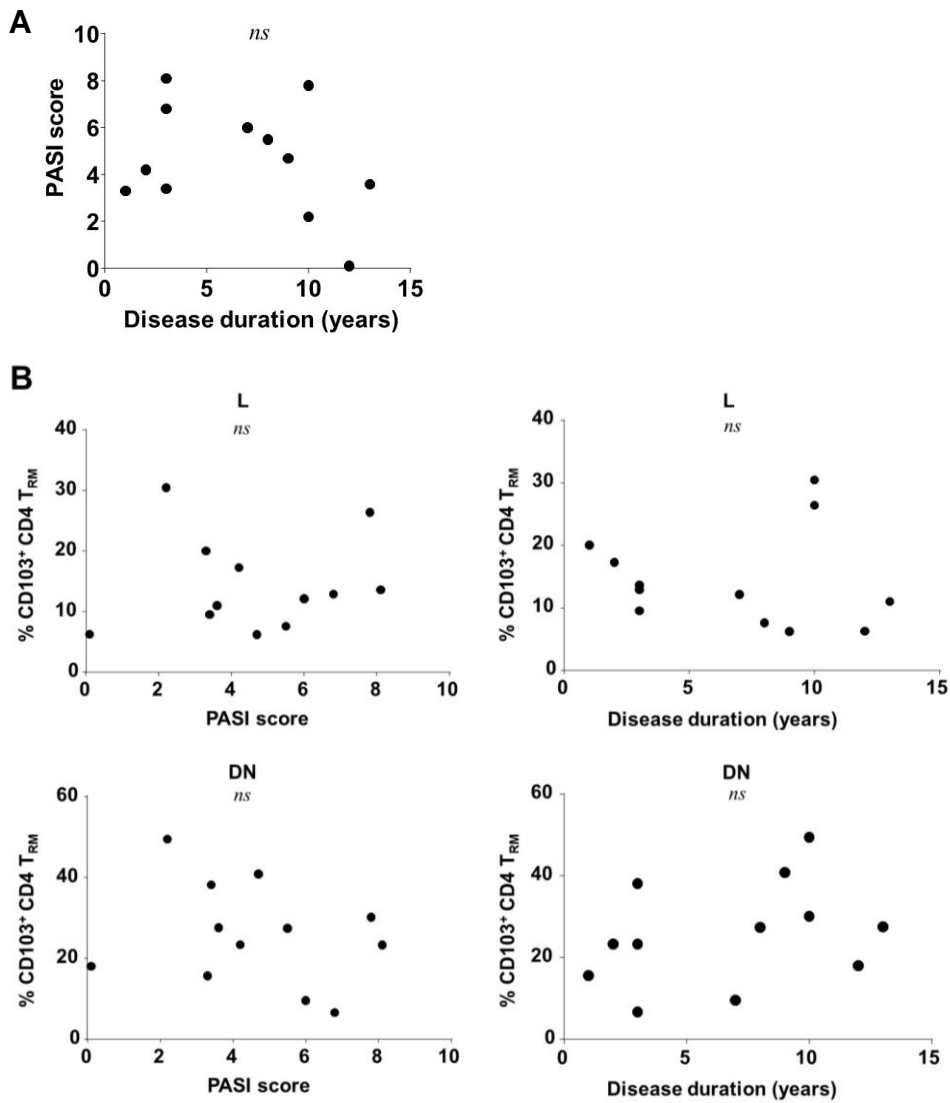 A
ns
PASI score
10
8
6
4
2
0
0 5 10 15
Disease duration (years)
B
L
ns
% CD103⁺ CD4 T_RM
40
30
20
10
0
0 2 4 6 8 10
PASI score
L
ns
% CD103⁺ CD4 T_RM
40
30
20
10
0
0 5 10 15
Disease duration (years)
DN
ns
% CD103⁺ CD4 T_RM
60
40
20
0
0 2 4 6 8 10
PASI score
DN
ns
% CD103⁺ CD4 T_RM
60
40
20
0
0 5 10 15
Disease duration (years)